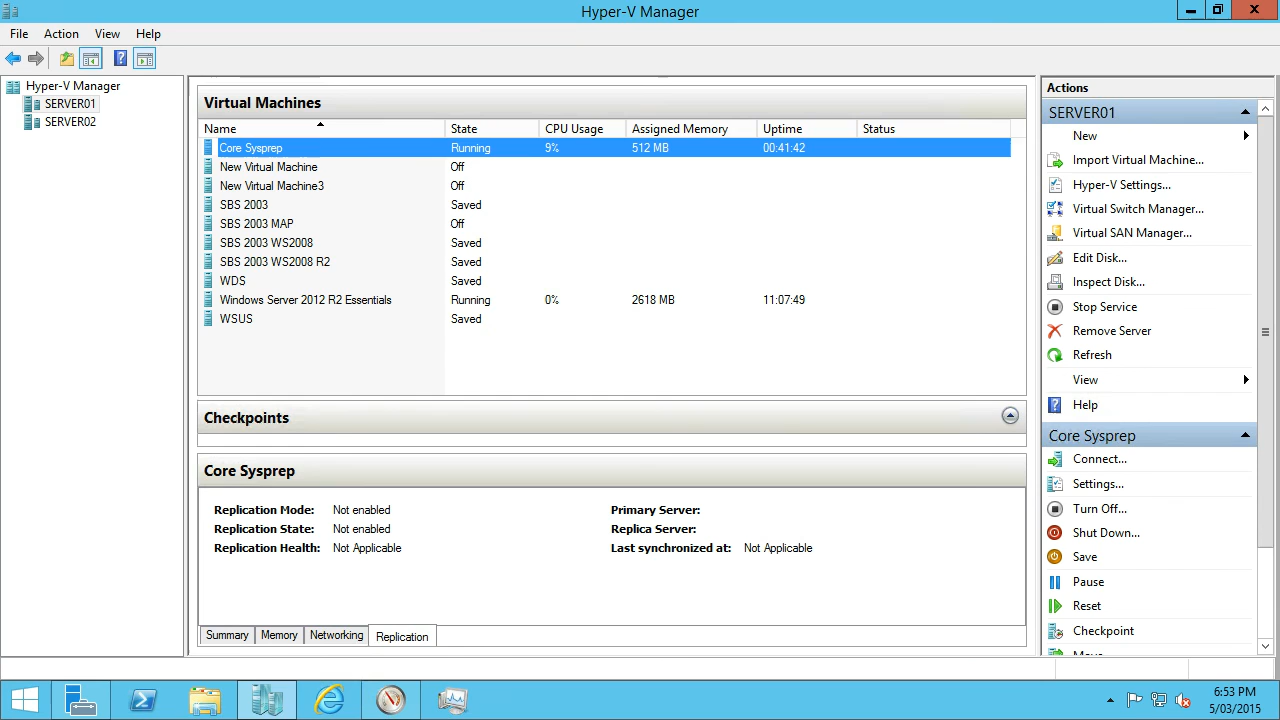 Hyper-V Manager
File Action View Help
Hyper-V Manager
SERVER01
SERVER02
Virtual Machines
Name State CPU Usage Assigned Memory Uptime Status
Core Sysprep Running 9% 512 MB 00:41:42
New Virtual Machine Off
New Virtual Machine3 Off
SBS 2003 Saved
SBS 2003 MAP Off
SBS 2003 WS2008 Saved
SBS 2003 WS2008 R2 Saved
WDS Saved
Windows Server 2012 R2 Essentials Running 0% 2618 MB 11:07:49
WSUS Saved
Checkpoints
Core Sysprep
Replication Mode: Not enabled Primary Server:
Replication State: Not enabled Replica Server:
Replication Health: Not Applicable Last synchronized at: Not Applicable
Summary Memory Networking Replication
Actions
SERVER01
New
Import Virtual Machine...
Hyper-V Settings...
Virtual Switch Manager...
Virtual SAN Manager...
Edit Disk...
Inspect Disk...
Stop Service
Remove Server
Refresh
View
Help
Core Sysprep
Connect...
Settings...
Turn Off...
Shut Down...
Save
Pause
Reset
Checkpoint
6:53 PM
5/03/2015